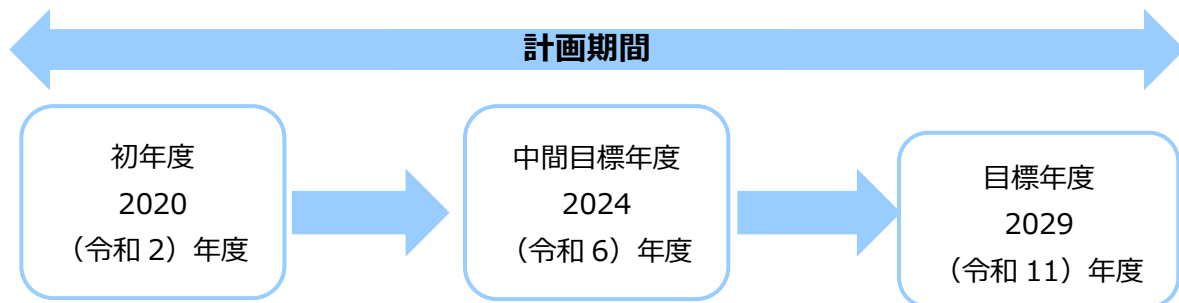 計画期間
初年度
2020
（令和 2）年度
中間目標年度
2024
（令和 6）年度
目標年度
2029
（令和 11）年度